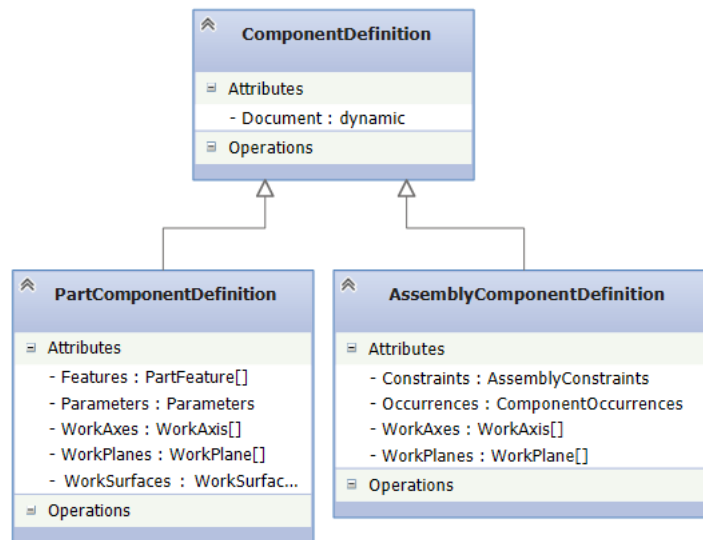 ComponentDefinition
Attributes
- Document : dynamic
Operations
PartComponentDefinition
Attributes
- Features : PartFeature[]
- Parameters : Parameters
- WorkAxes : WorkAxis[]
- WorkPlanes : WorkPlane[]
- WorkSurfaces : WorkSurfac...
Operations
AssemblyComponentDefinition
Attributes
- Constraints : AssemblyConstraints
- Occurrences : ComponentOccurrences
- WorkAxes : WorkAxis[]
- WorkPlanes : WorkPlane[]
Operations